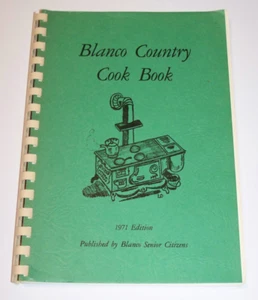 Blanco Country
Cook Book
1971 Edition
Published by Blanco Senior Citizens